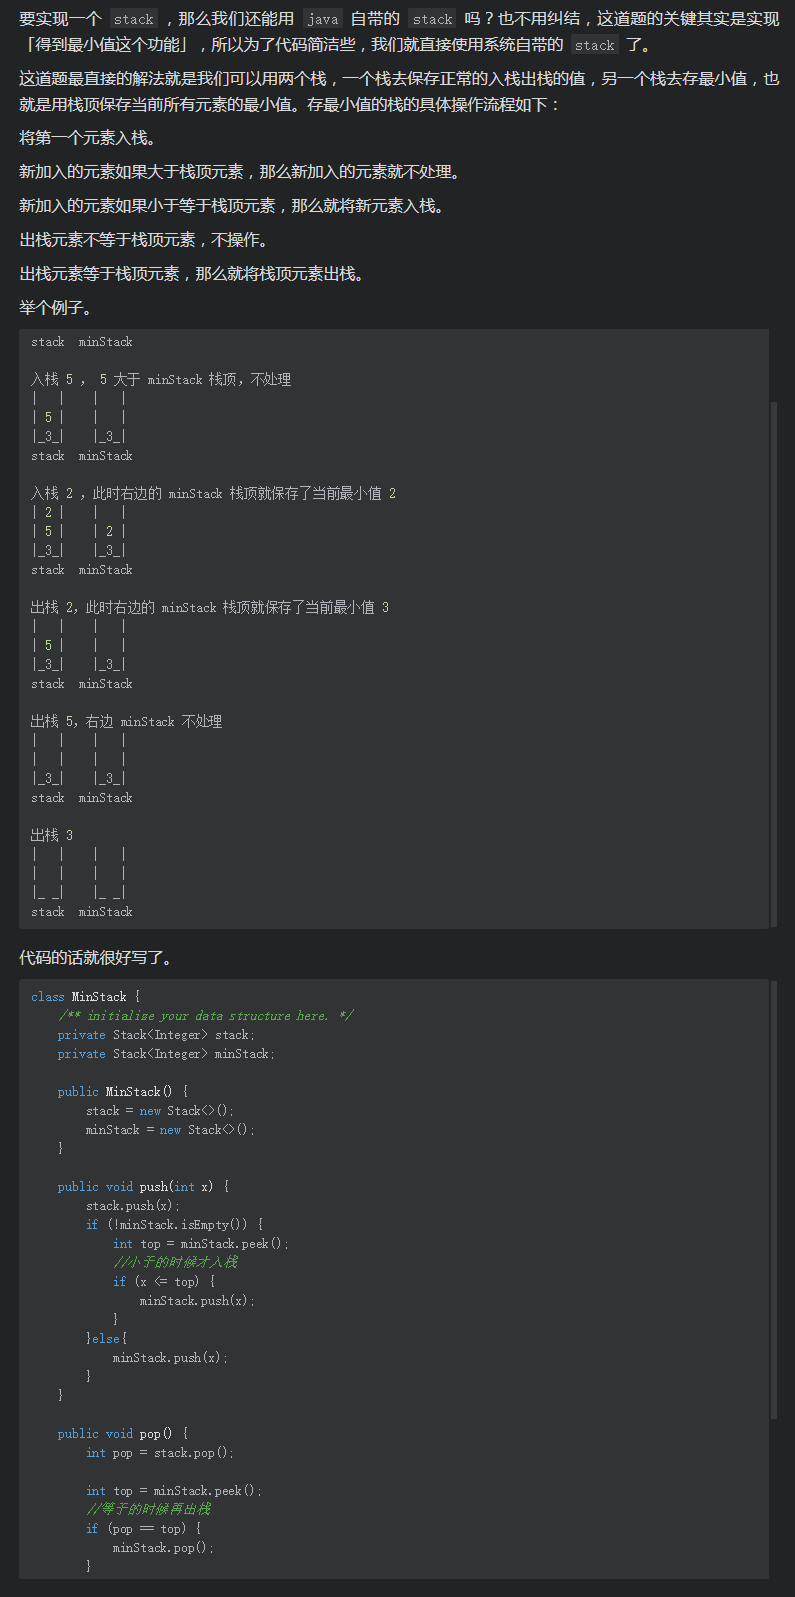 要实现一个 stack ，那么我们还能用 java 自带的 stack 吗？也不用纠结，这道题的关键其实是实现
「得到最小值这个功能」，所以为了代码简洁些，我们就直接使用系统自带的 stack 了。
这道题最直接的解法就是我们可以用两个栈，一个栈去保存正常的入栈出栈的值，另一个栈去存最小值，也
就是用栈顶保存当前所有元素的最小值。存最小值的栈的具体操作流程如下：
将第一个元素入栈。
新加入的元素如果大于栈顶元素，那么新加入的元素就不处理。
新加入的元素如果小于等于栈顶元素，那么就将新元素入栈。
出栈元素不等于栈顶元素，不操作。
出栈元素等于栈顶元素，那么就将栈顶元素出栈。
举个例子。
stack  minStack
入栈 5 ， 5 大于 minStack 栈顶，不处理
|   |    |   |
| 5 |    |   |
|_3_|    |_3_|
stack  minStack
入栈 2 ，此时右边的 minStack 栈顶就保存了当前最小值 2
| 2 |    |   |
| 5 |    | 2 |
|_3_|    |_3_|
stack  minStack
出栈 2，此时右边的 minStack 栈顶就保存了当前最小值 3
|   |    |   |
| 5 |    |   |
|_3_|    |_3_|
stack  minStack
出栈 5，右边 minStack 不处理
|   |    |   |
|   |    |   |
|_3_|    |_3_|
stack  minStack
出栈 3
|   |    |   |
|   |    |   |
|_ _|    |_ _|
stack  minStack
代码的话就很好写了。
class MinStack {
    /** initialize your data structure here. */
    private Stack<Integer> stack;
    private Stack<Integer> minStack;
    public MinStack() {
        stack = new Stack<>();
        minStack = new Stack<>();
    }
    public void push(int x) {
        stack.push(x);
        if (!minStack.isEmpty()) {
            int top = minStack.peek();
            //小于的时候才入栈
            if (x <= top) {
                minStack.push(x);
            }
        }else{
            minStack.push(x);
        }
    }
    public void pop() {
        int pop = stack.pop();
        int top = minStack.peek();
        //等于的时候再出栈
        if (pop == top) {
            minStack.pop();
        }